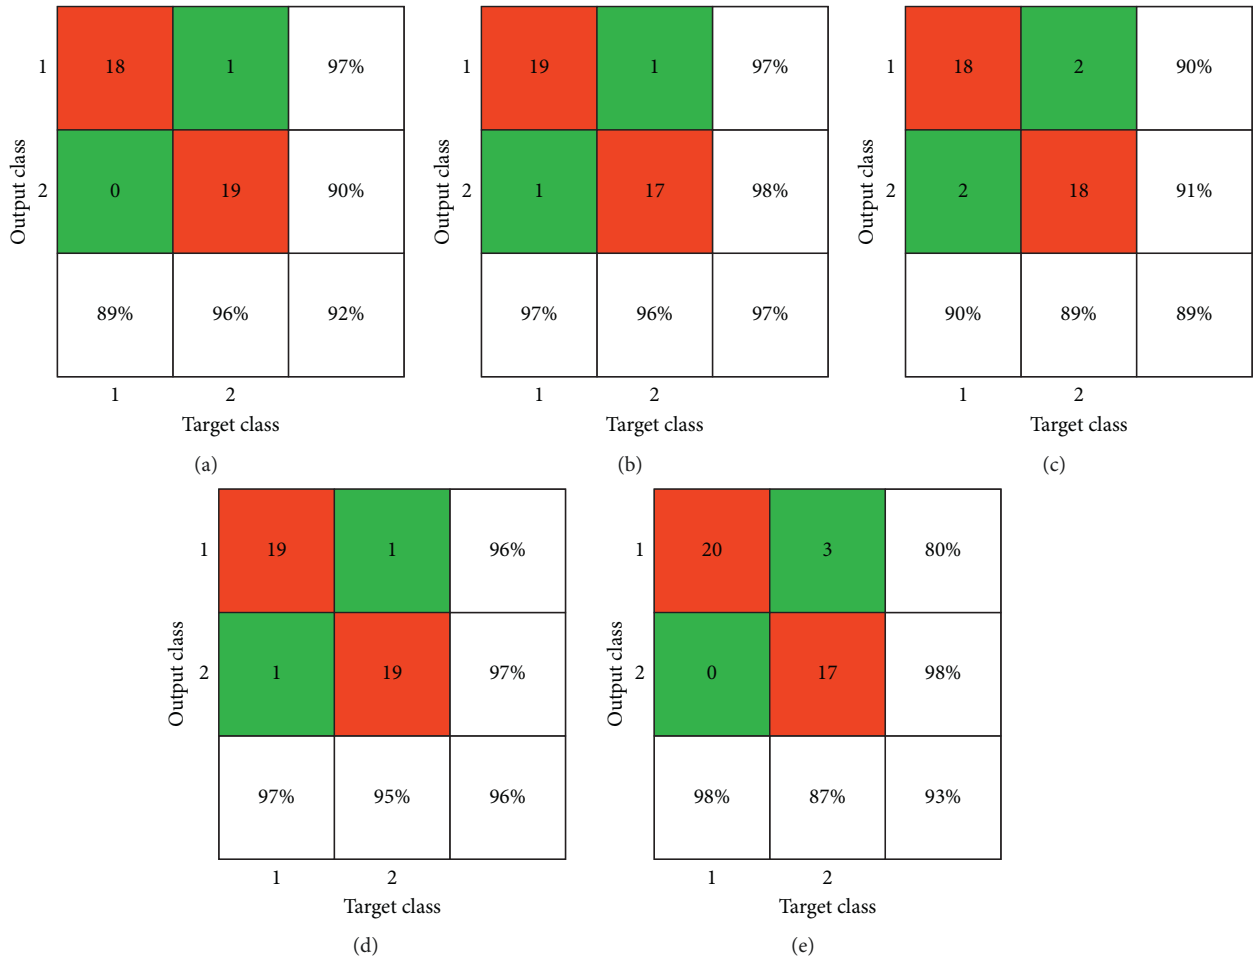 1 18 1 97%
Output class
2 0 19 90%
89% 96% 92%
1 2
Target class
(a)
1 19 1 97%
Output class
2 1 17 98%
97% 96% 97%
1 2
Target class
(b)
1 18 2 90%
Output class
2 2 18 91%
90% 89% 89%
1 2
Target class
(c)
1 19 1 96%
Output class
2 1 19 97%
97% 95% 96%
1 2
Target class
(d)
1 20 3 80%
Output class
2 0 17 98%
98% 87% 93%
1 2
Target class
(e)